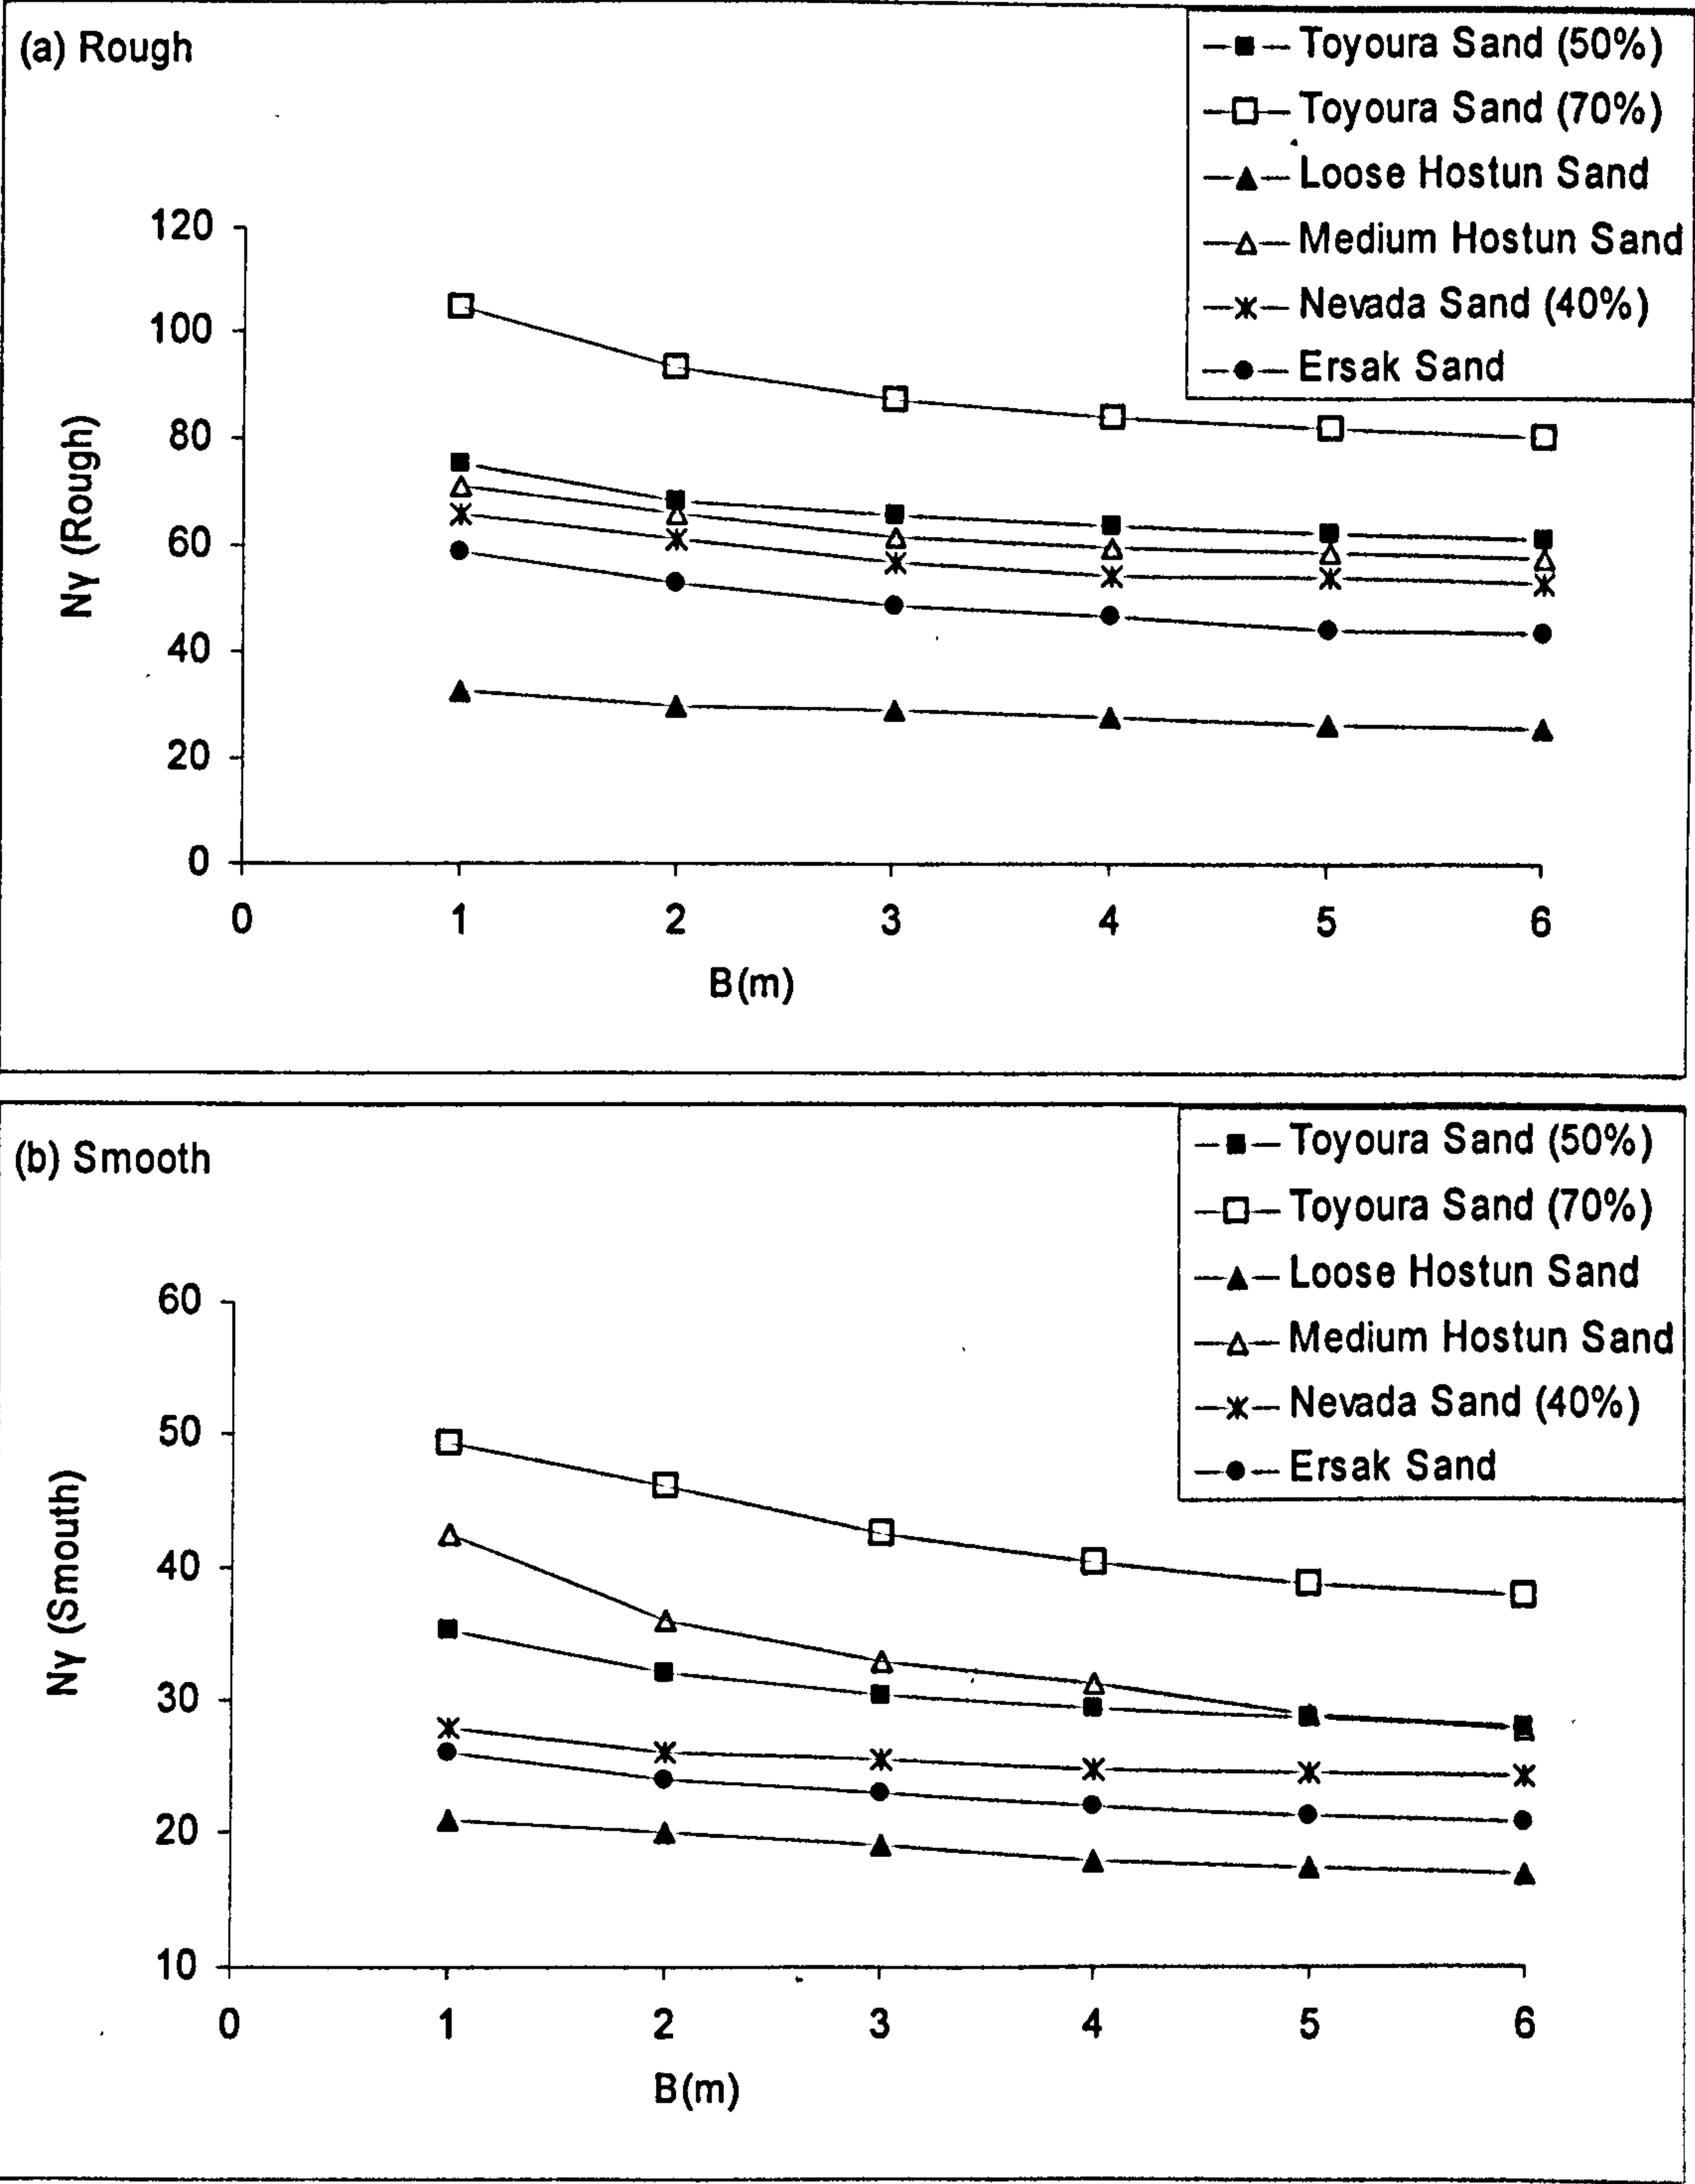 (a) Rough
Toyoura Sand (50%)
Toyoura Sand (70%)
Loose Hostun Sand
Medium Hostun Sand
Nevada Sand (40%)
Ersak Sand
120
100
80
60
40
20
0
Nγ (Rough)
0 1 2 3 4 5 6
B(m)
(b) Smooth
Toyoura Sand (50%)
Toyoura Sand (70%)
Loose Hostun Sand
Medium Hostun Sand
Nevada Sand (40%)
Ersak Sand
60
50
40
30
20
10
Nγ (Smouth)
0 1 2 3 4 5 6
B(m)